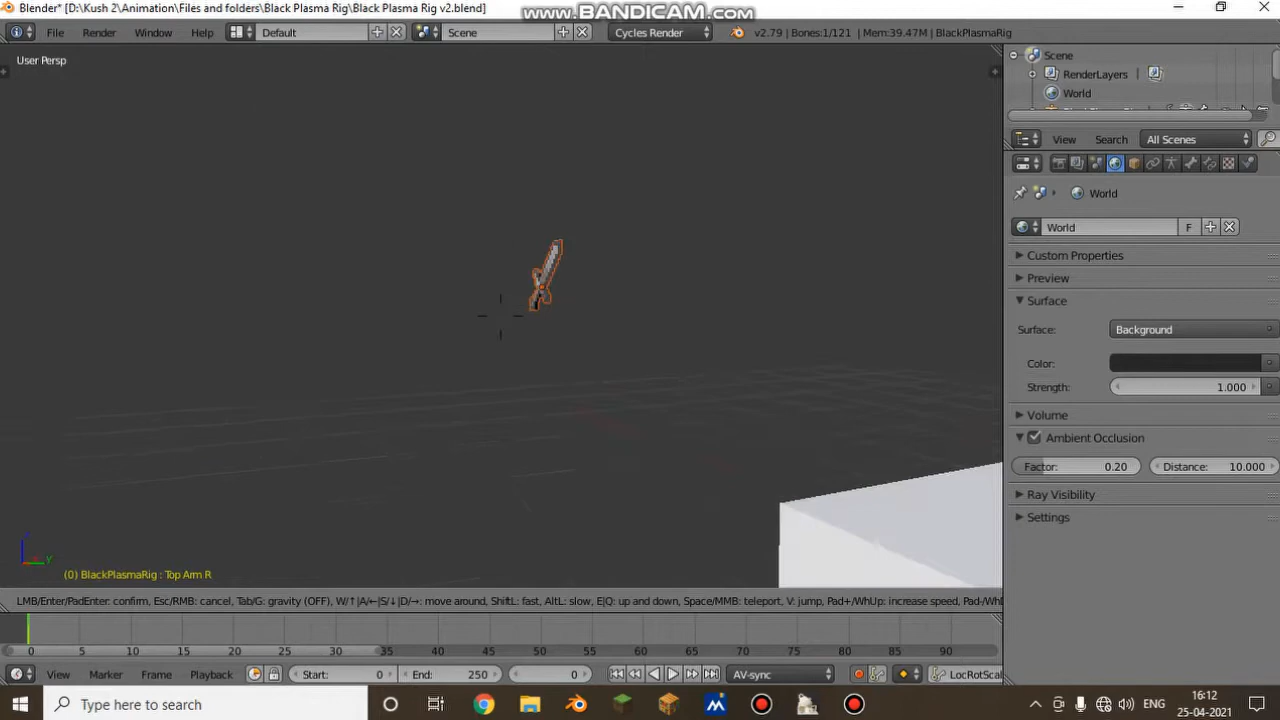 Blender* [D:\Kush 2\Animation\Files and folders\Black Plasma Rig\Black Plasma Rig v2.blend]
www.BANDICAM.com
File Render Window Help Default Scene Cycles Render v2.79 | Bones:1/121 | Mem:39.47M | BlackPlasmaRig
User Persp
Scene
RenderLayers
World
View Search All Scenes
World
World F
Custom Properties
Preview
Surface
Surface: Background
Color:
Strength: 1.000
Volume
Ambient Occlusion
Factor: 0.20 Distance: 10.000
Ray Visibility
Settings
(0) BlackPlasmaRig : Top Arm R
LMB/Enter/PadEnter: confirm, Esc/RMB: cancel, Tab/G: gravity (OFF), W/↑|A/←|S/↓|D/→: move around, ShiftL: fast, AltL: slow, E|Q: up and down, Space/MMB: teleport, V: jump, Pad+/WhUp: increase speed, Pad-/WhD
0 5 10 15 20 25 30 35 40 45 50 55 60 65 70 75 80 85 90
View Marker Frame Playback Start: 0 End: 250 0 AV-sync LocRotScal
Type here to search
ENG
16:12
25-04-2021